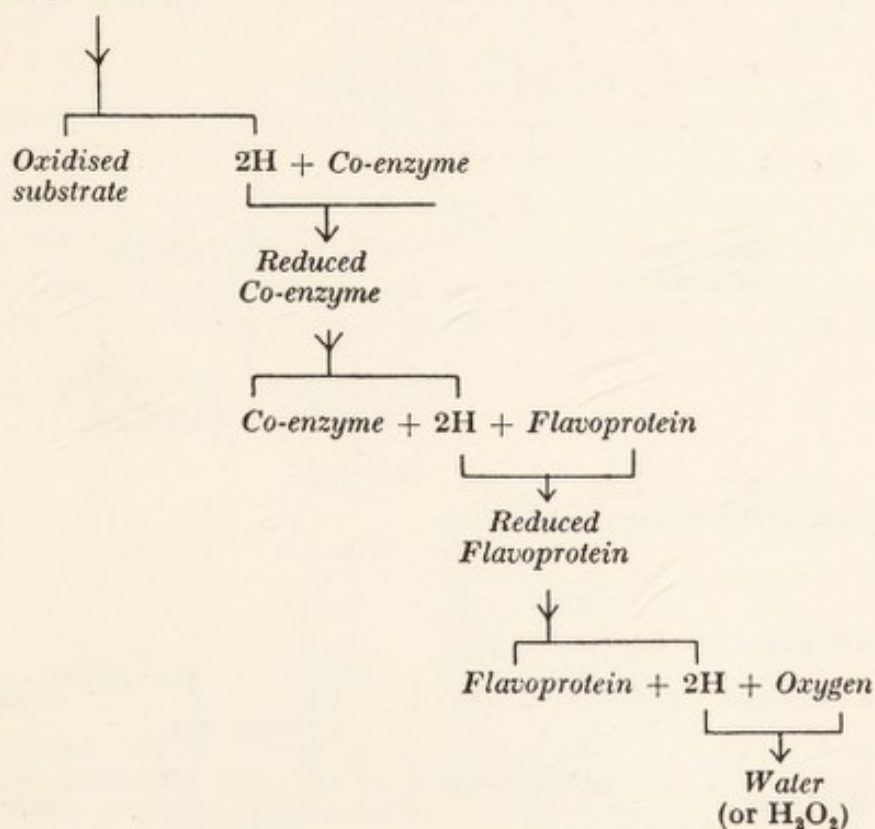 Oxidised
substrate
2H + Co-enzyme
Reduced
Co-enzyme
Co-enzyme + 2H + Flavoprotein
Reduced
Flavoprotein
Flavoprotein + 2H + Oxygen
Water
(or H₂O₂)